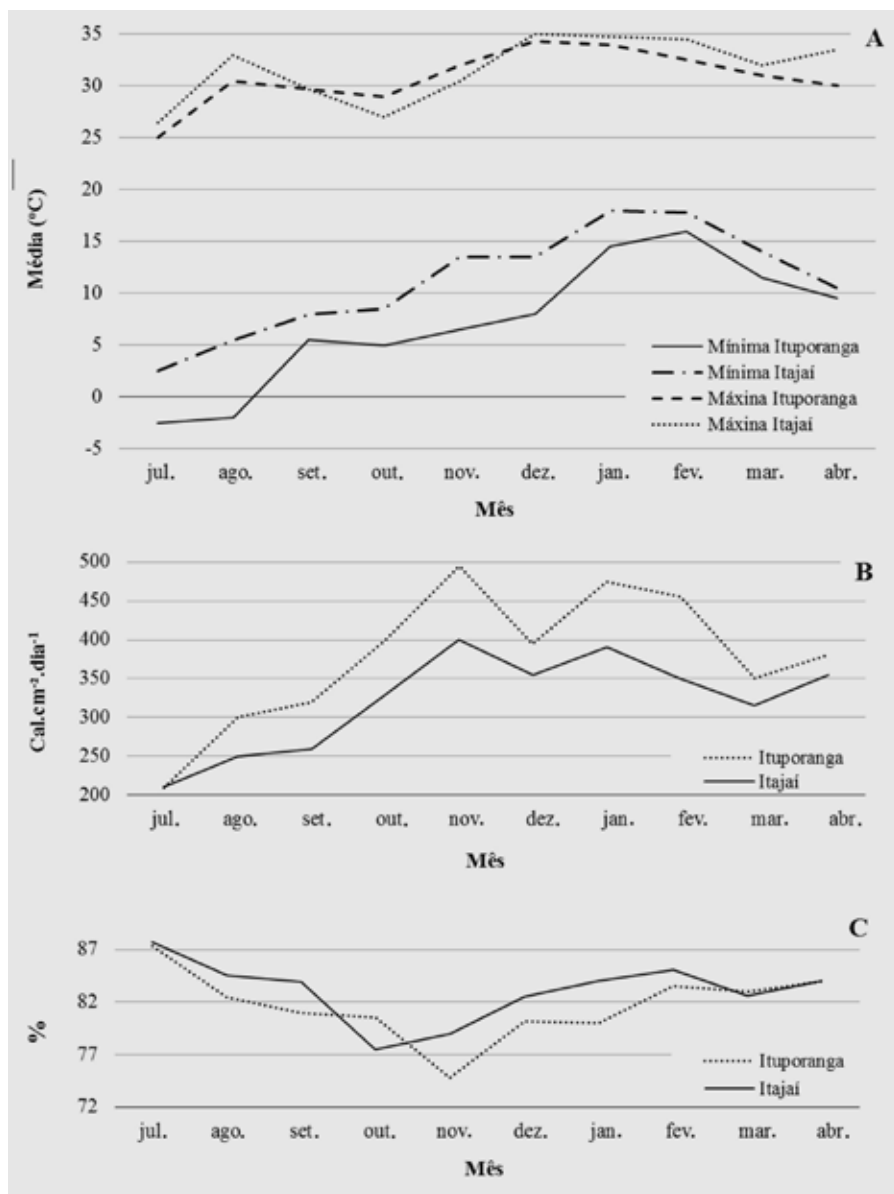 A
35
30
25
20
15
10
5
0
-5
Média (ºC)
Mínima Ituporanga
Mínima Itajaí
Máxina Ituporanga
Máxina Itajaí
jul. ago. set. out. nov. dez. jan. fev. mar. abr.
Mês
B
500
450
400
350
300
250
200
Cal.cm⁻².dia⁻¹
Ituporanga
Itajaí
jul. ago. set. out. nov. dez. jan. fev. mar. abr.
Mês
C
87
82
77
72
%
Ituporanga
Itajaí
jul. ago. set. out. nov. dez. jan. fev. mar. abr.
Mês